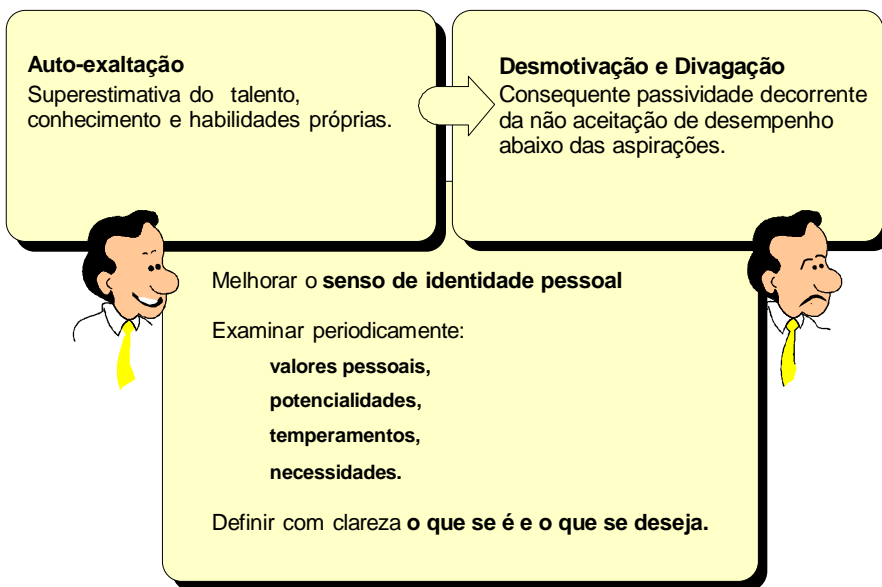 Auto-exaltação
Superestimativa do talento,
conhecimento e habilidades próprias.
Desmotivação e Divagação
Consequente passividade decorrente
da não aceitação de desempenho
abaixo das aspirações.
Melhorar o senso de identidade pessoal
Examinar periodicamente:
valores pessoais,
potencialidades,
temperamentos,
necessidades.
Definir com clareza o que se é e o que se deseja.